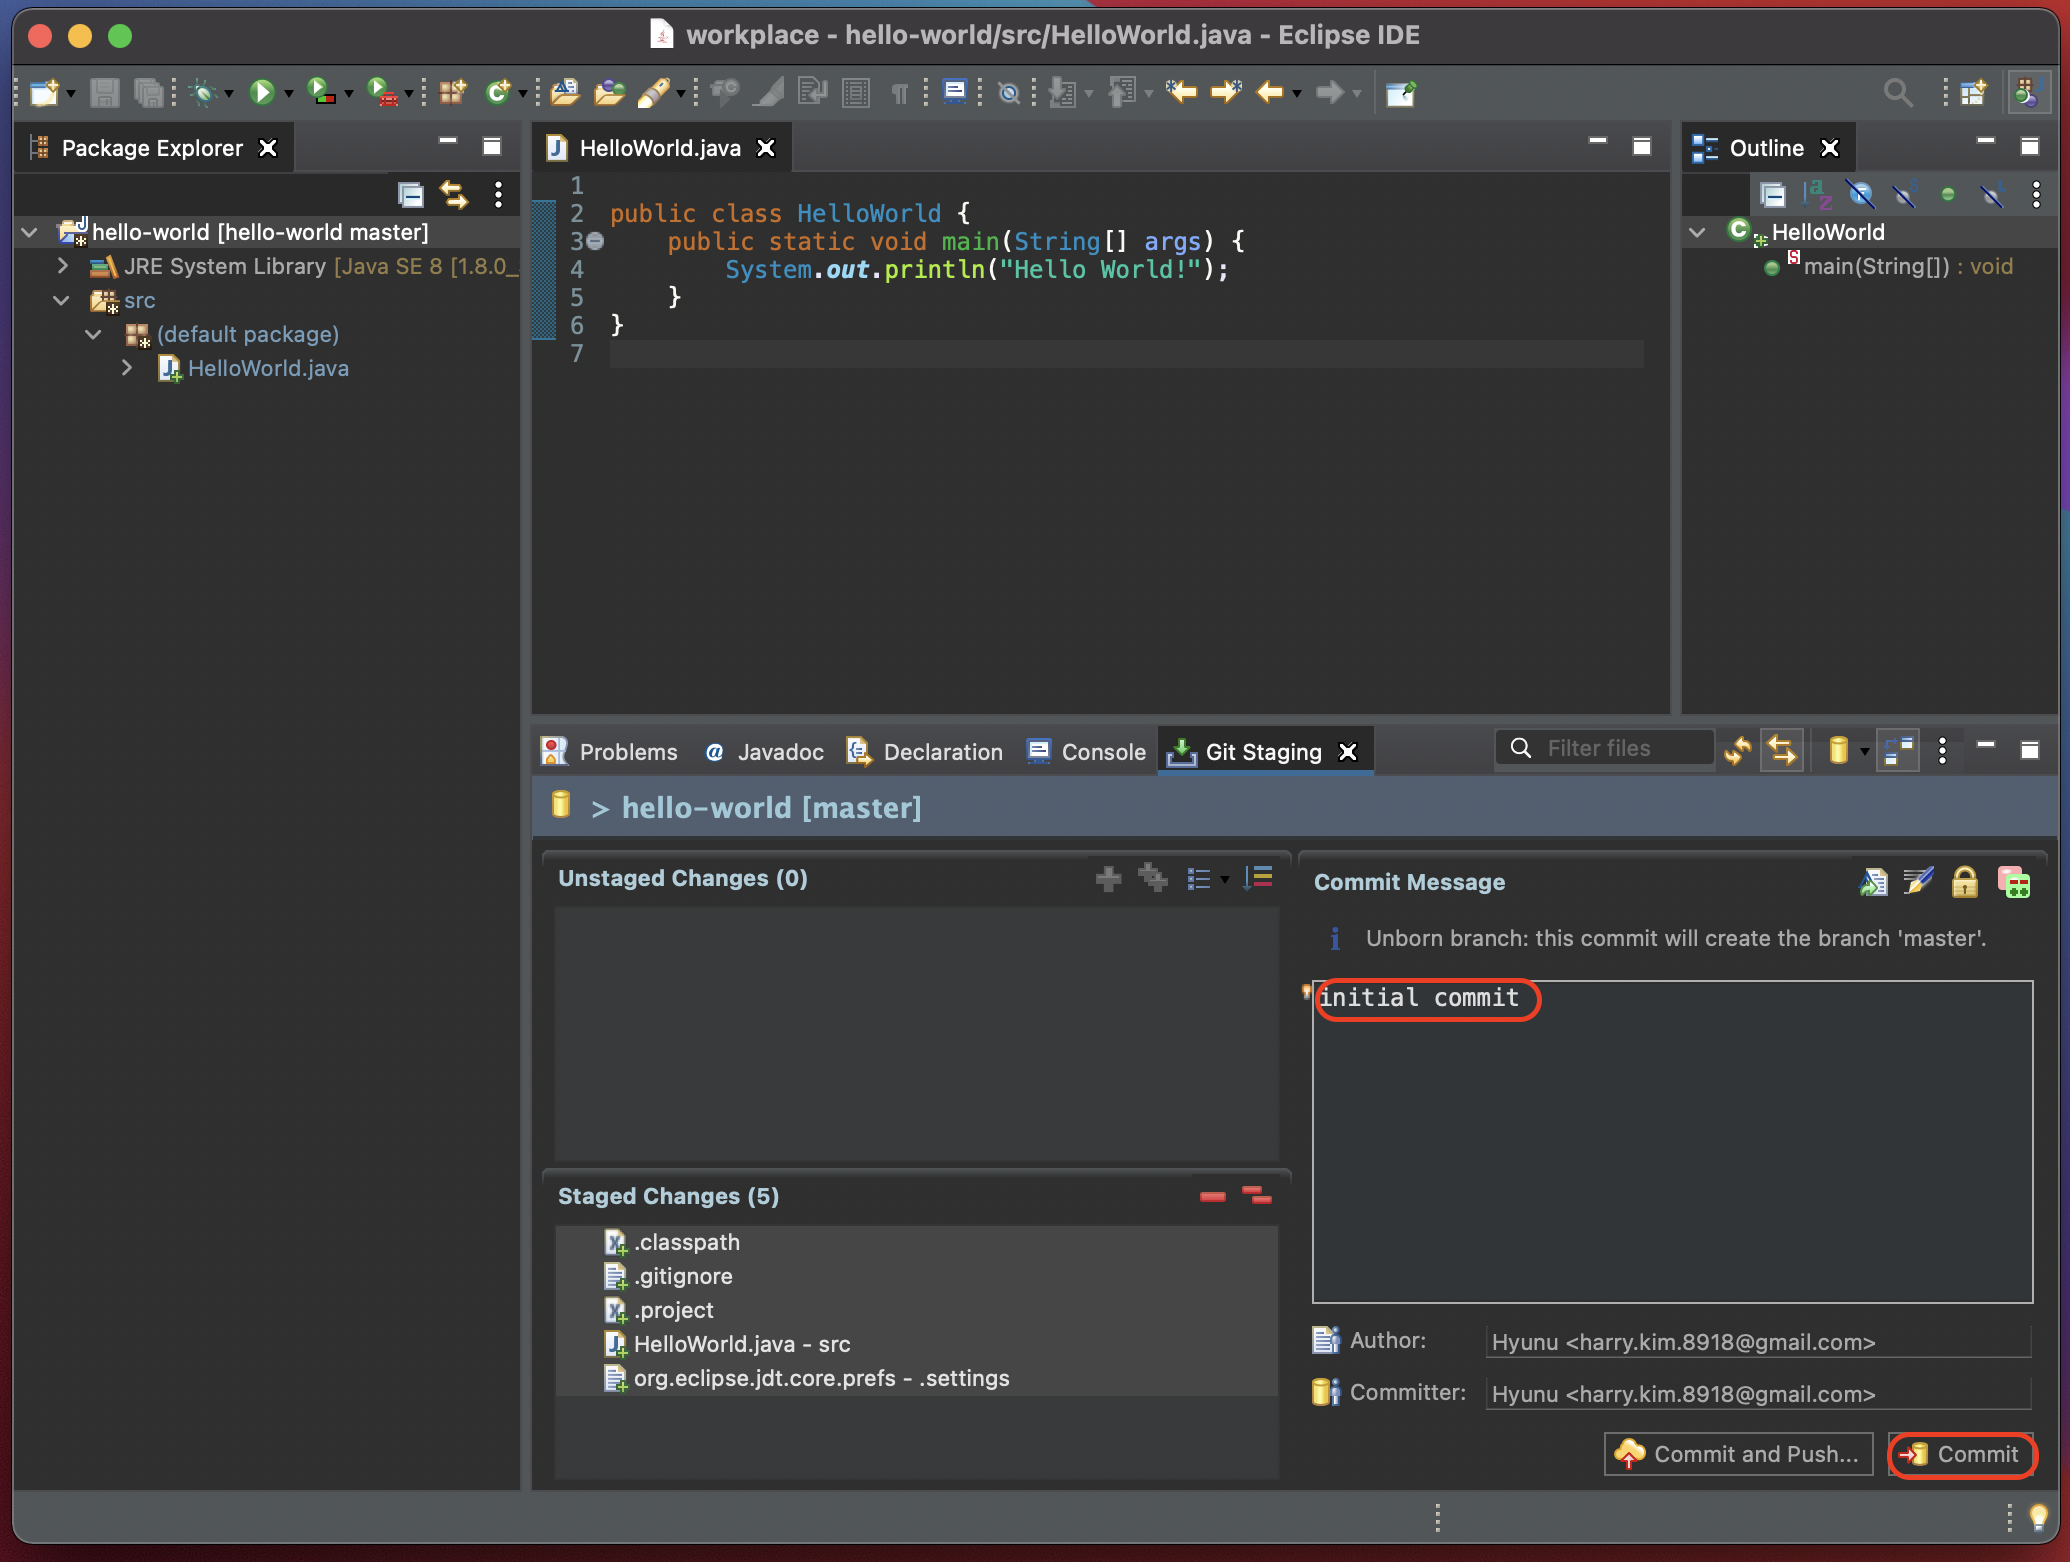 workplace - hello-world/src/HelloWorld.java - Eclipse IDE
Package Explorer
hello-world [hello-world master]
JRE System Library [Java SE 8 [1.8.0_
src
(default package)
HelloWorld.java
HelloWorld.java
1
2 public class HelloWorld {
3 public static void main(String[] args) {
4 System.out.println("Hello World!");
5 }
6 }
7
Outline
HelloWorld
main(String[]) : void
Problems @ Javadoc Declaration Console Git Staging Filter files
> hello-world [master]
Unstaged Changes (0)
Staged Changes (5)
.classpath
.gitignore
.project
HelloWorld.java - src
org.eclipse.jdt.core.prefs - .settings
Commit Message
Unborn branch: this commit will create the branch 'master'.
initial commit
Author: Hyunu <harry.kim.8918@gmail.com>
Committer: Hyunu <harry.kim.8918@gmail.com>
Commit and Push... Commit